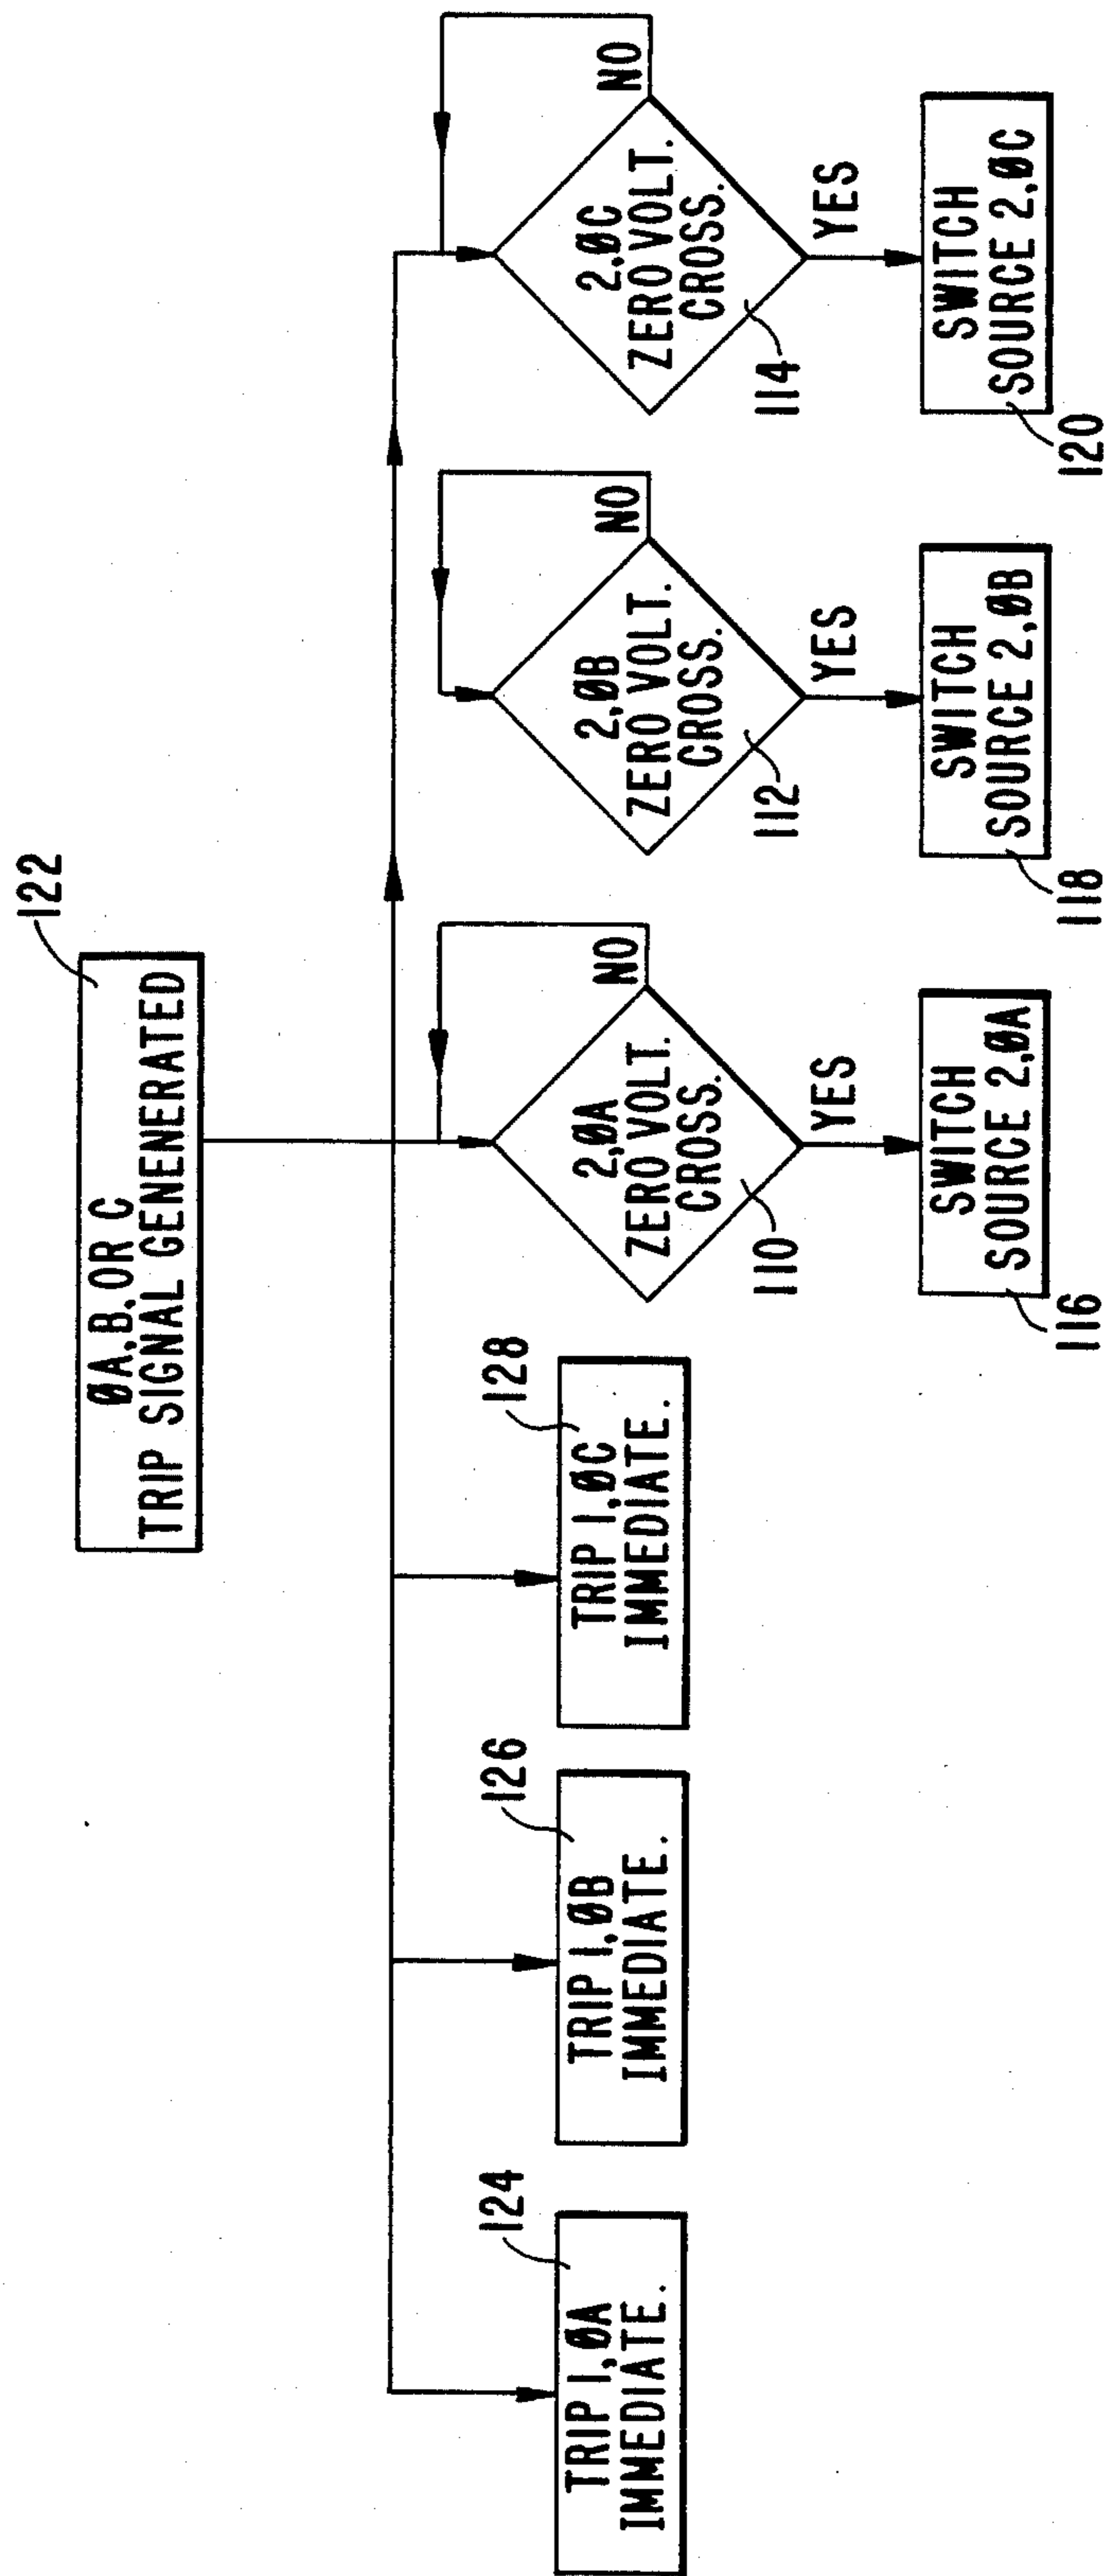 122
ØA,B, OR C
TRIP SIGNAL GENENERATED
124
TRIP 1,ØA
IMMEDIATE.
126
TRIP 1,ØB
IMMEDIATE.
128
TRIP 1,ØC
IMMEDIATE.
2,ØA
ZERO VOLT.
CROSS.
NO
110
YES
SWITCH
SOURCE 2,ØA
116
2,ØB
ZERO VOLT.
CROSS.
NO
112
YES
SWITCH
SOURCE 2,ØB
118
2,ØC
ZERO VOLT.
CROSS.
NO
114
YES
SWITCH
SOURCE 2,ØC
120